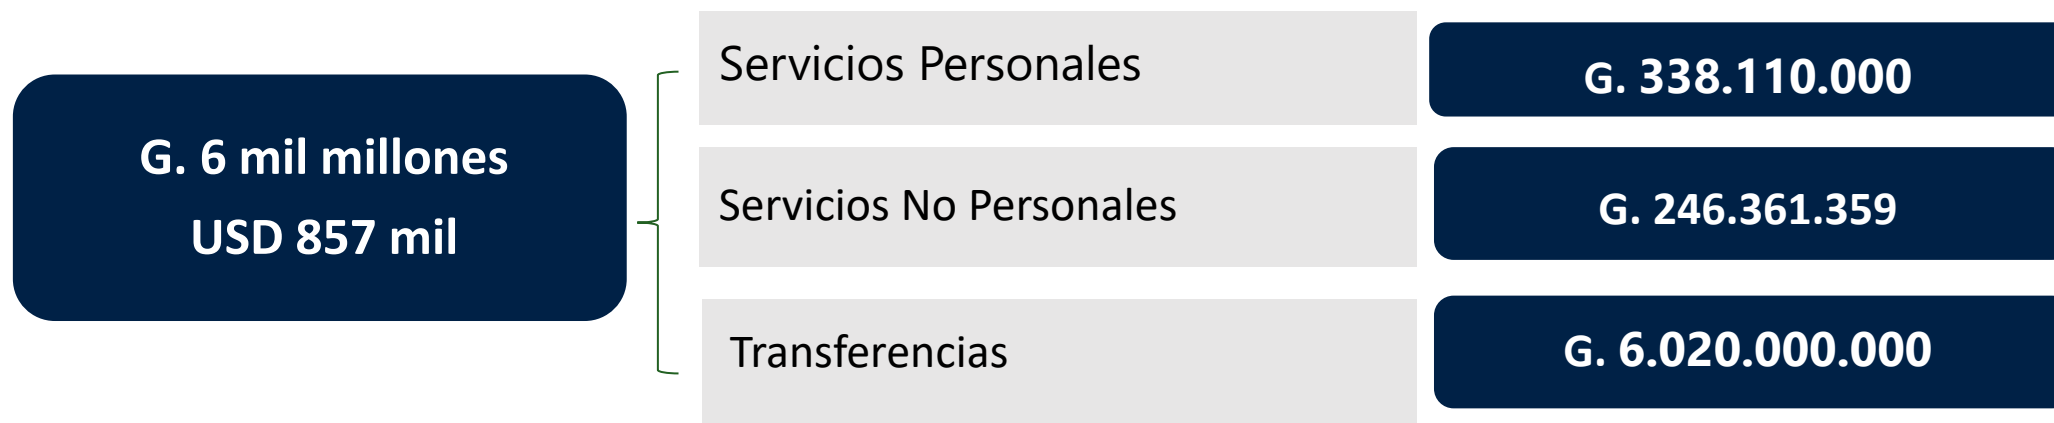 G. 6 mil millones
USD 857 mil
Servicios Personales
G. 338.110.000
Servicios No Personales
G. 246.361.359
Transferencias
G. 6.020.000.000